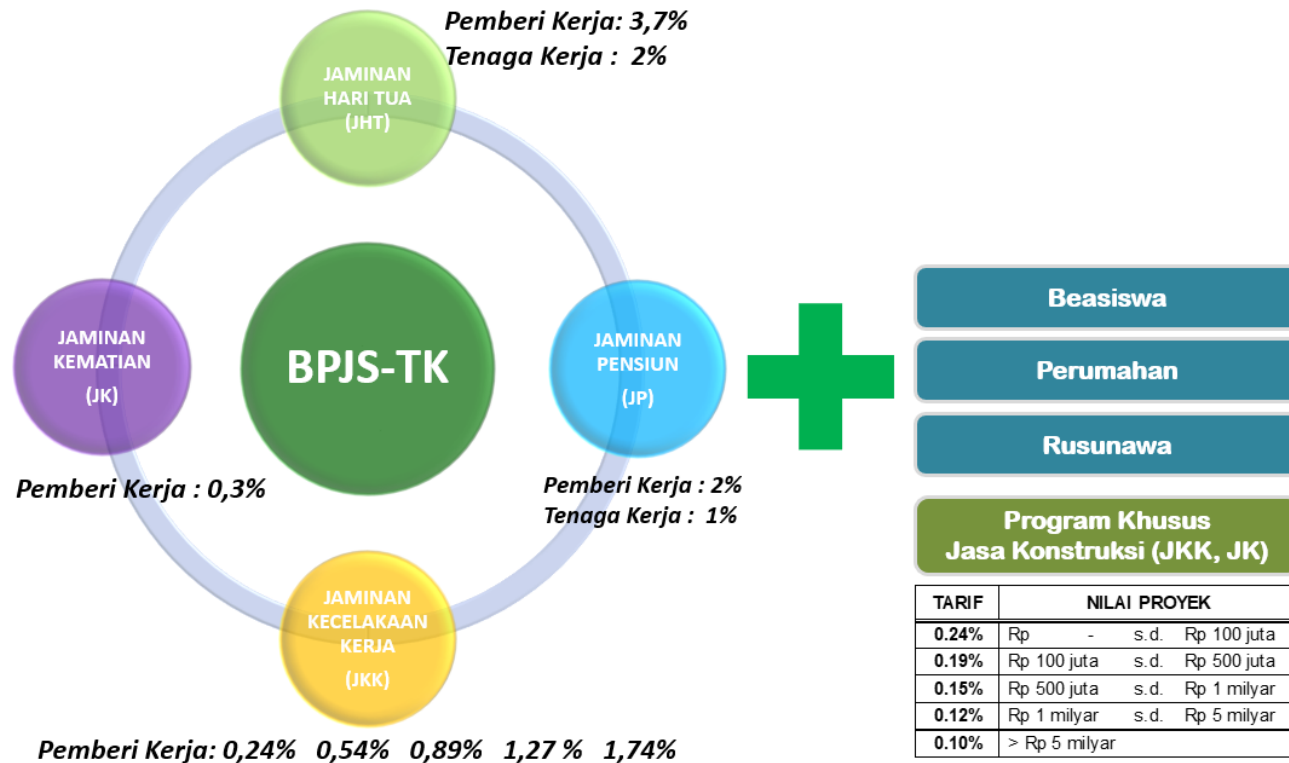 Pemberi Kerja: 3,7%
Tenaga Kerja : 2%
JAMINAN
HARI TUA
(JHT)
JAMINAN
KEMATIAN
(JK)
BPJS-TK
JAMINAN
PENSIUN
(JP)
Pemberi Kerja : 0,3%
Pemberi Kerja : 2%
Tenaga Kerja : 1%
JAMINAN
KECELAKAAN
KERJA
(JKK)
Pemberi Kerja: 0,24% 0,54% 0,89% 1,27 % 1,74%
Beasiswa
Perumahan
Rusunawa
Program Khusus
Jasa Konstruksi (JKK, JK)
TARIF NILAI PROYEK
0.24% Rp - s.d. Rp 100 juta
0.19% Rp 100 juta s.d. Rp 500 juta
0.15% Rp 500 juta s.d. Rp 1 milyar
0.12% Rp 1 milyar s.d. Rp 5 milyar
0.10% > Rp 5 milyar